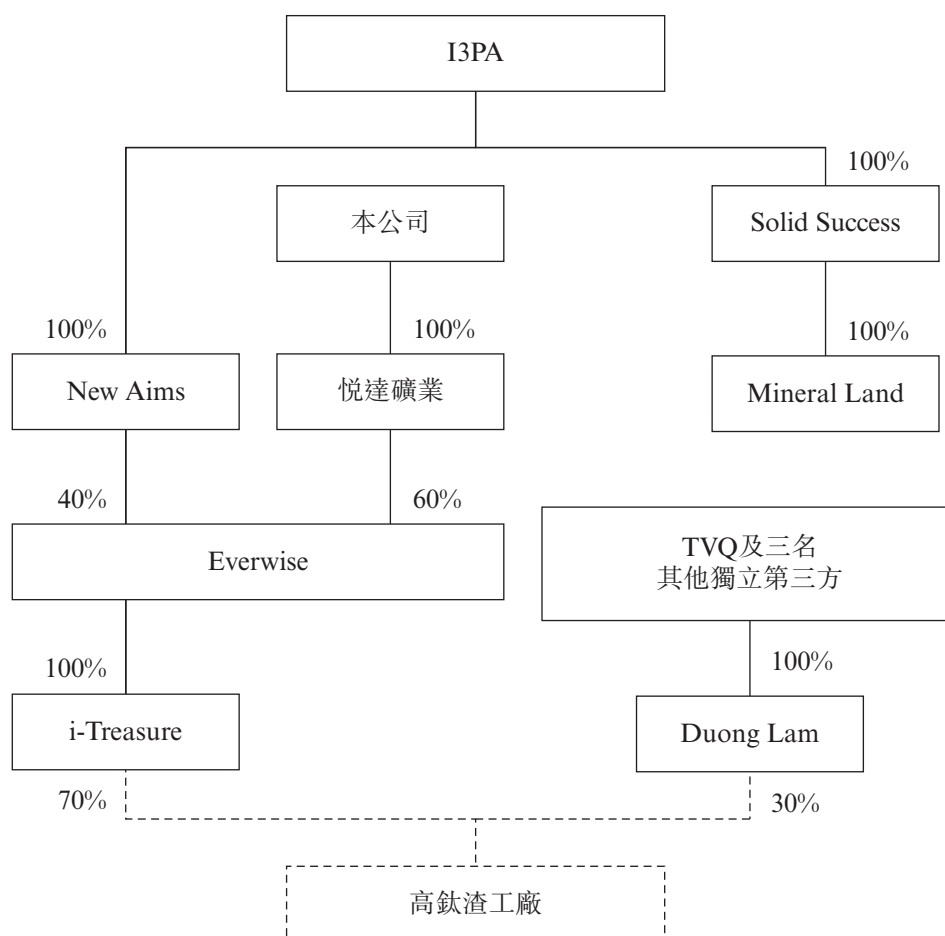 I3PA
100%
本公司
Solid Success
100%
100%
100%
New Aims
悅達礦業
Mineral Land
40%
60%
Everwise
TVQ及三名
其他獨立第三方
100%
100%
i-Treasure
Duong Lam
70%
30%
高鈦渣工廠